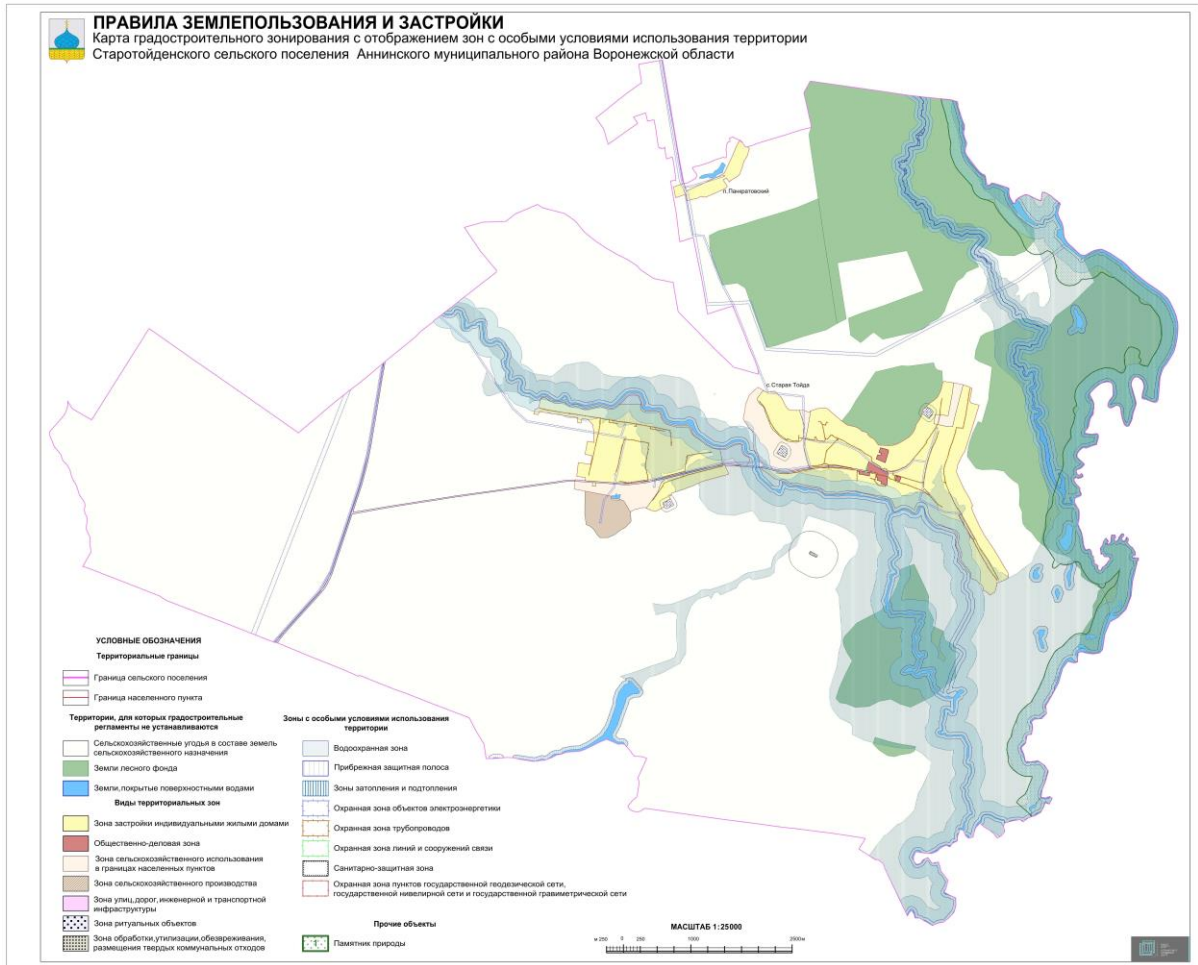 ПРАВИЛА ЗЕМЛЕПОЛЬЗОВАНИЯ И ЗАСТРОЙКИ
Карта градостроительного зонирования с отображением зон с особыми условиями использования территории
Старотойденского сельского поселения Аннинского муниципального района Воронежской области
п. Панкратовский
с. Старая Тойда
УСЛОВНЫЕ ОБОЗНАЧЕНИЯ
Территориальные границы
Граница сельского поселения
Граница населенного пункта
Территории, для которых градостроительные
регламенты не устанавливаются
Сельскохозяйственные угодья в составе земель
сельскохозяйственного назначения
Земли лесного фонда
Земли, покрытые поверхностными водами
Виды территориальных зон
Зона застройки индивидуальными жилыми домами
Общественно-деловая зона
Зона сельскохозяйственного использования
в границах населенных пунктов
Зона сельскохозяйственного производства
Зона улиц,дорог,инженерной и транспортной
инфраструктуры
Зона ритуальных объектов
Зона обработки,утилизации,обезвреживания,
размещения твердых коммунальных отходов
Зоны с особыми условиями использования
территории
Водоохранная зона
Прибрежная защитная полоса
Зоны затопления и подтопления
Охранная зона объектов электроэнергетики
Охранная зона трубопроводов
Охранная зона линий и сооружений связи
Санитарно-защитная зона
Охранная зона пунктов государственной геодезической сети,
государственной нивелирной сети и государственной гравиметрической сети
Прочие объекты
Памятник природы
МАСШТАБ 1:25000
м 250 0 250 1000 2000м